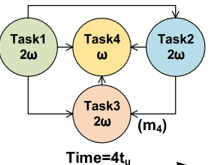 Task1
2ω
Task4
ω
Task2
2ω
Task3
2ω
(m₄)
Time=4tᵤ